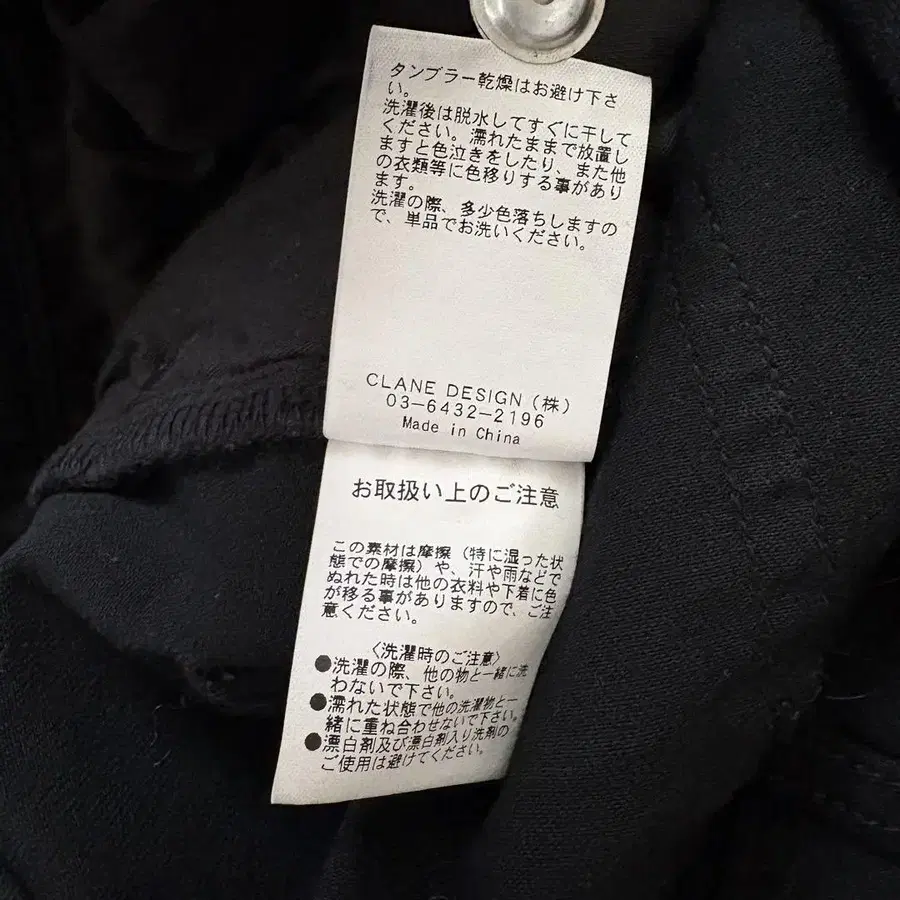 タンブラー乾燥はお避け下さ
い。
洗濯後は脱水してすぐに干して
ください。濡れたままで放置し
ますと色泣きをしたり、また他
の衣類等に色移りする事があり
ます。
洗濯の際、多少色落ちしますの
で、単品でお洗いください。
CLANE DESIGN (株)
03-6432-2196
Made in China
お取扱い上のご注意
この素材は摩擦（特に湿った状
態での摩擦）や、汗や雨などで
ぬれた時は他の衣料や下着に色
が移る事がありますので、ご注
意ください。
〈洗濯時のご注意〉
●洗濯の際、他の物と一緒に洗
わないで下さい。
●濡れた状態で他の洗濯物と一
緒に重ね合わせないで下さい。
●漂白剤及び漂白剤入り洗剤の
ご使用は避けてください。